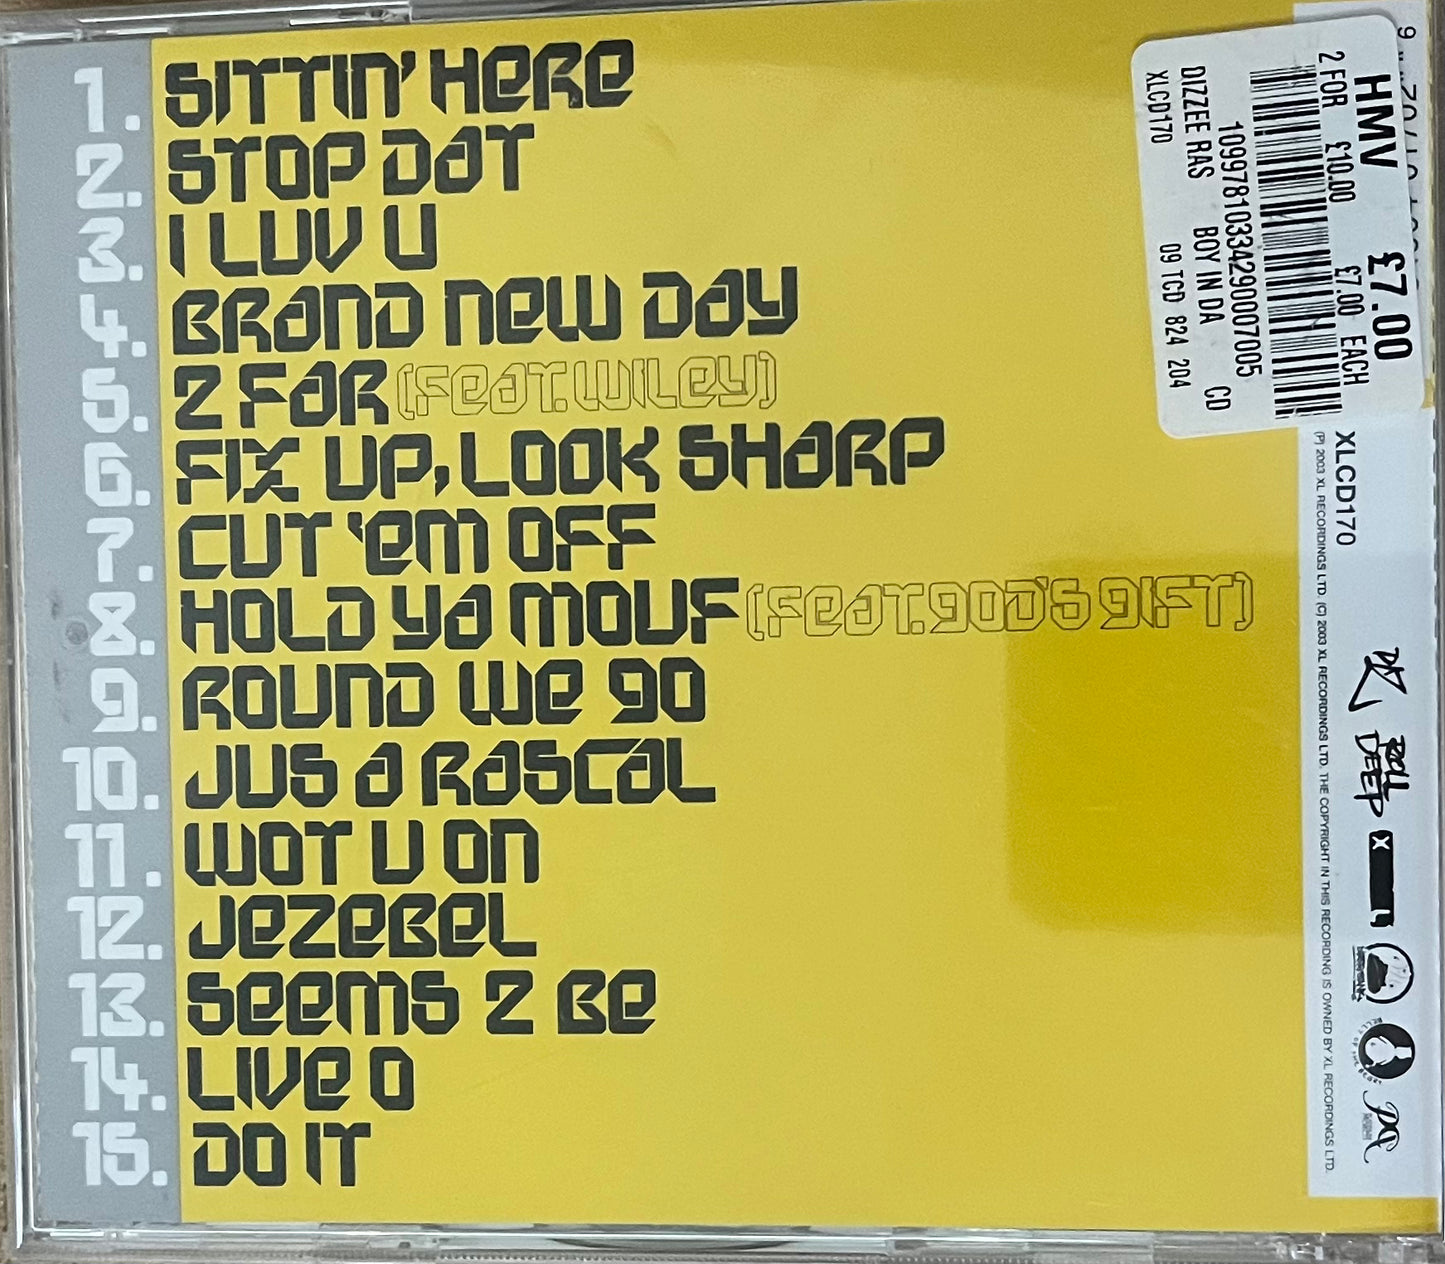 1. SITTIN' HERE
2. STOP DAT
3. I LUV U
4. BRAND NEW DAY
5. 2 FAR (FEAT. WILEY)
6. FIX UP, LOOK SHARP
7. CUT 'EM OFF
8. HOLD YA MOUF (FEAT. GOD'S GIFT)
9. ROUND WE GO
10. JUS A RASCAL
11. WOT U ON
12. JEZEBEL
13. SEEMS 2 BE
14. LIVE O
15. DO IT
HMV £7.00
2 FOR £10.00 £7.00 EACH
109978103342900007005
DIZZEE RAS BOY IN DA CD
XLCD170 09 TCD 824 204
XLCD170
(P) 2003 XL RECORDINGS LTD. (C) 2003 XL RECORDINGS LTD. THE COPYRIGHT IN THIS RECORDING IS OWNED BY XL RECORDINGS LTD.
ROLL
DEEP